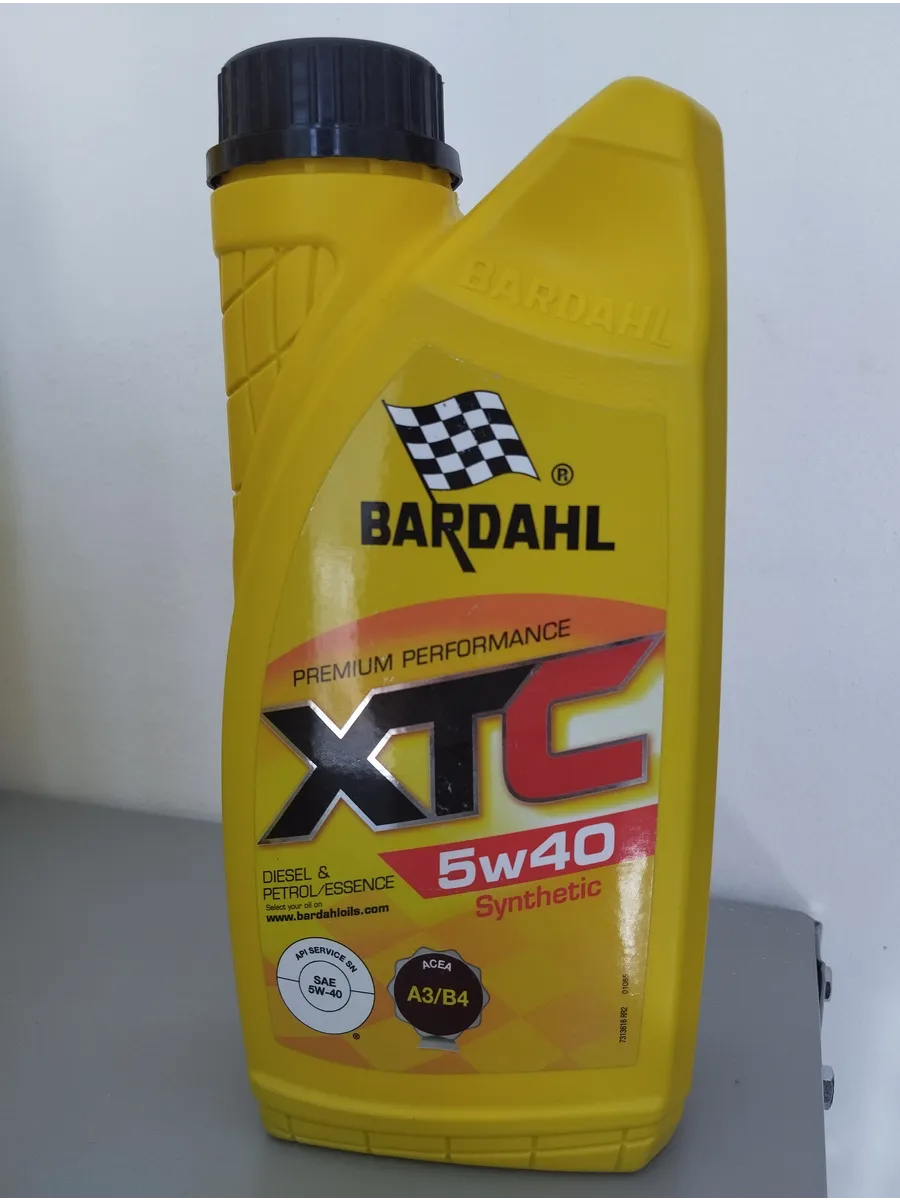 BARDAHL
®
BARDAHL
PREMIUM PERFORMANCE
XTC
5w40
Synthetic
DIESEL &
PETROL/ESSENCE
Select your oil on
www.bardahloils.com
API SERVICE SN
SAE
5W-40
®
ACEA
A3/B4